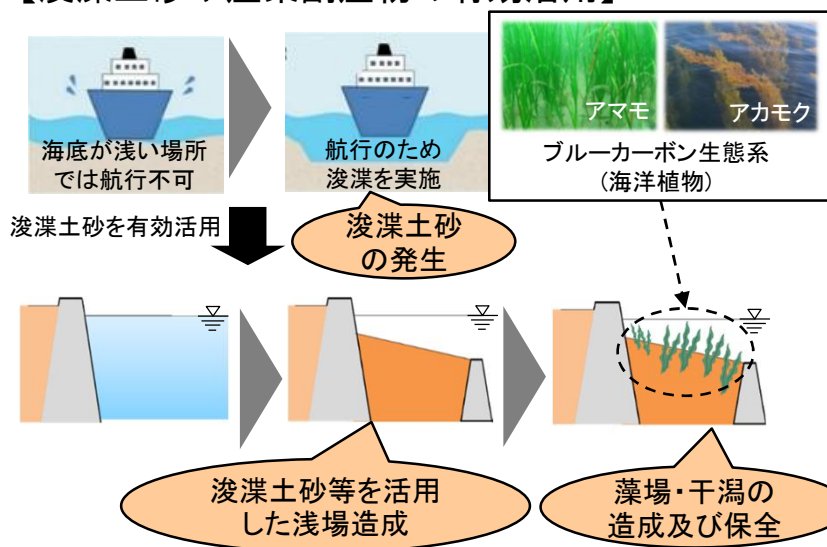 海底が浅い場所
では航行不可
航行のため
浚渫を実施
アマモ
アカモク
ブルーカーボン生態系
(海洋植物)
浚渫土砂を有効活用
浚渫土砂
の発生
浚渫土砂等を活用
した浅場造成
藻場・干潟の
造成及び保全